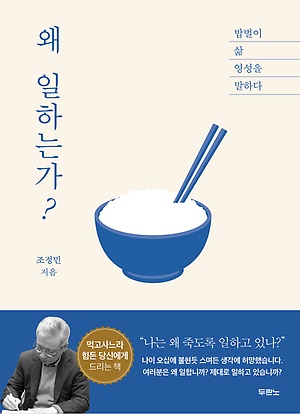 왜 일하는가?
밥벌이
삶
영성을
말하다
조정민
지음
먹고사느라
힘든 당신에게
드리는 책
“나는 왜 죽도록 일하고 있나?”
나이 오십에 불현듯 스며든 생각에 허망했습니다.
여러분은 왜 일합니까? 제대로 일하고 있습니까?
두란노